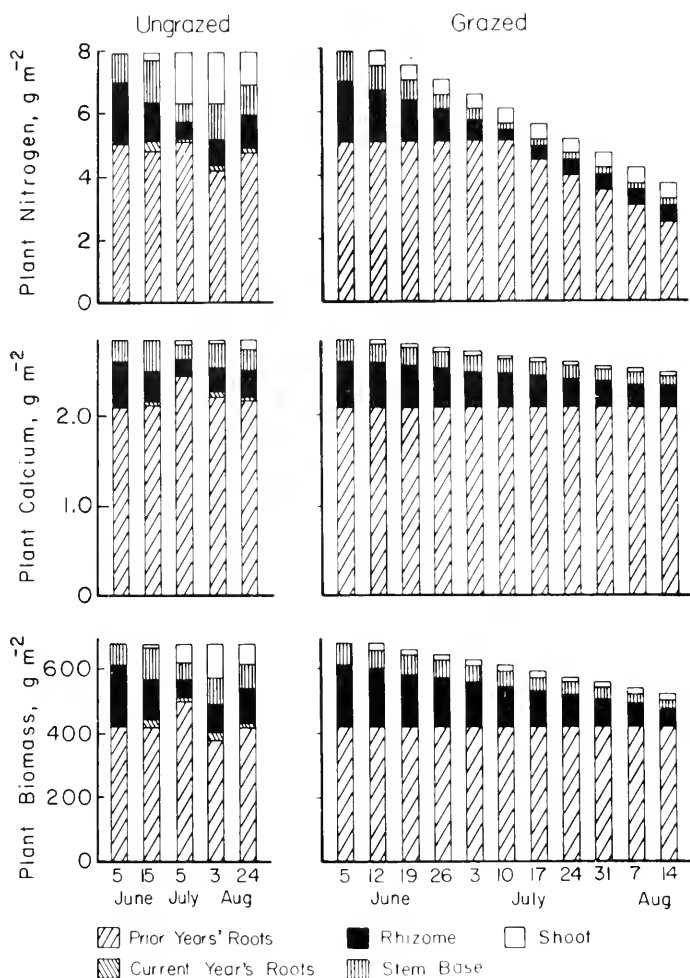 Ungrazed Grazed
Plant Nitrogen, g m-2
8
6
4
2
0
Plant Calcium, g m-2
2.0
1.0
0
Plant Biomass, g m-2
600
400
200
0
5 15 5 3 24
June July Aug
5 12 19 26 3 10 17 24 31 7 14
June July Aug
Prior Years' Roots Rhizome Shoot
Current Year's Roots Stem Base